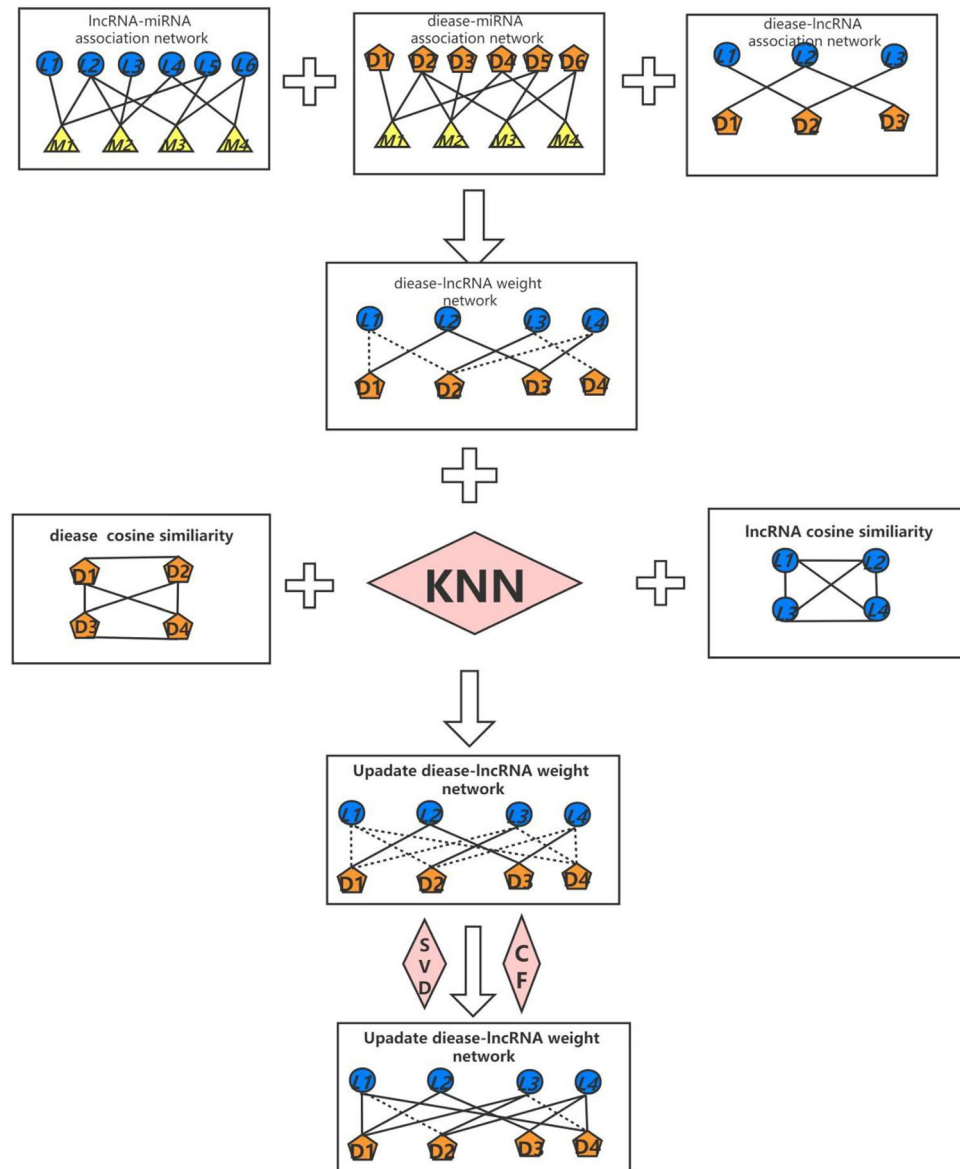 lncRNA-miRNA
association network
L1 L2 L3 L4 L5 L6
M1 M2 M3 M4
diease-miRNA
association network
D1 D2 D3 D4 D5 D6
M1 M2 M3 M4
diease-lncRNA
association network
L1 L2 L3
D1 D2 D3
diease-lncRNA weight
network
L1 L2 L3 L4
D1 D2 D3 D4
diease cosine similiarity
D1 D2
D3 D4
KNN
lncRNA cosine similiarity
L1 L2
L3 L4
Upadate diease-lncRNA weight
network
L1 L2 L3 L4
D1 D2 D3 D4
S
V
D
C
F
Upadate diease-lncRNA weight
network
L1 L2 L3 L4
D1 D2 D3 D4